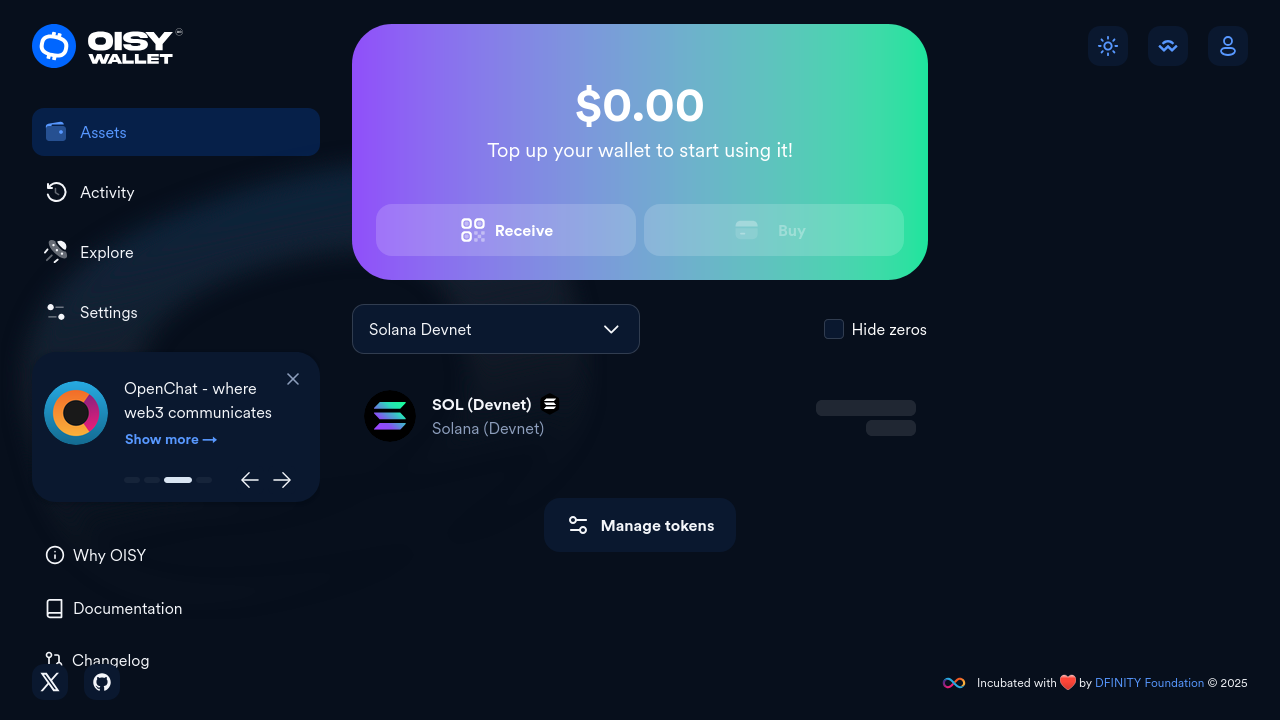 OISY
WALLET
Assets
Activity
Explore
Settings
OpenChat - where
web3 communicates
Show more →
Why OISY
Documentation
Changelog
$0.00
Top up your wallet to start using it!
Receive
Buy
Solana Devnet
Hide zeros
SOL (Devnet)
Solana (Devnet)
Manage tokens
Incubated with ❤️ by DFINITY Foundation © 2025